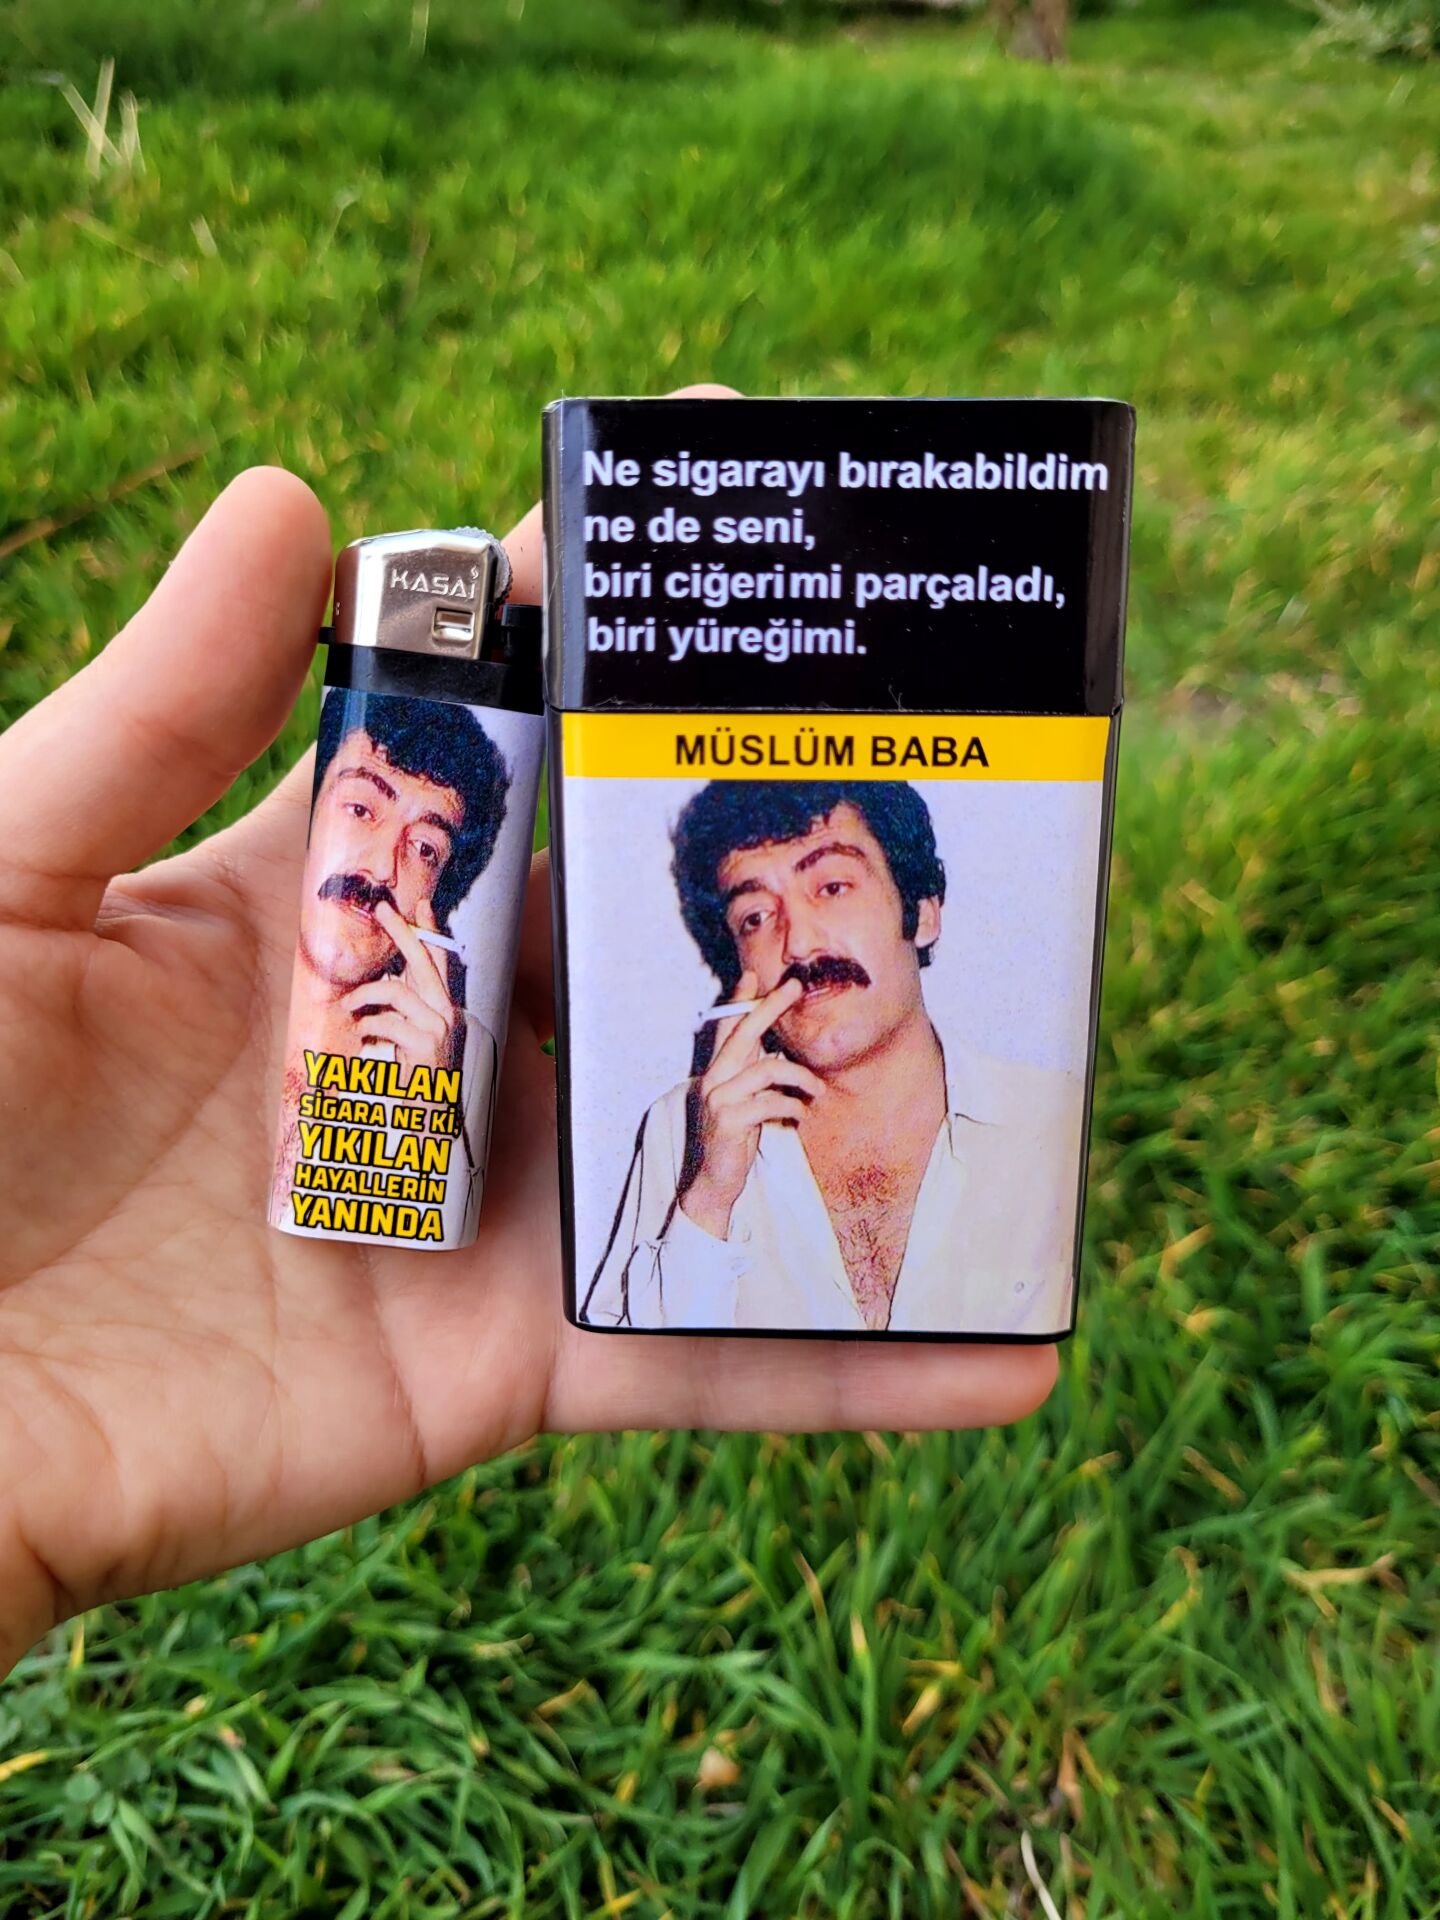 Ne sigarayı bırakabildim
ne de seni,
biri ciğerimi parçaladı,
biri yüreğimi.
MÜSLÜM BABA
KASAI
YAKILAN
SİGARA NE Kİ,
YIKILAN
HAYALLERİN
YANINDA